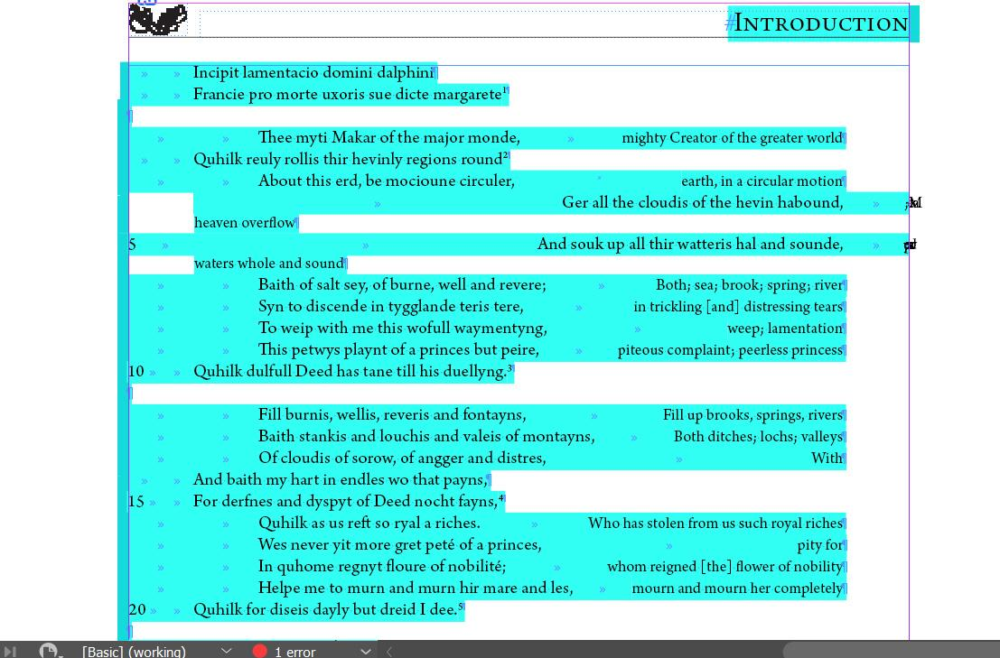 #INTRODUCTION
Incipit lamentacio domini dalphini
Francie pro morte uxoris sue dicte margarete¹
Thee myti Makar of the major monde, mighty Creator of the greater world
Quhilk reuly rollis thir hevinly regions round²
About this erd, be mocioune circuler, earth, in a circular motion
Ger all the cloudis of the hevin habound,
heaven overflow
5 And souk up all thir watteris hal and sounde,
waters whole and sound
Baith of salt sey, of burne, well and revere; Both; sea; brook; spring; river
Syn to discende in tygglande teris tere, in trickling [and] distressing tears
To weip with me this wofull waymentyng, weep; lamentation
This petwys playnt of a princes but peire, piteous complaint; peerless princess
10 Quhilk dulfull Deed has tane till his duellyng.³
Fill burnis, wellis, reveris and fontayns, Fill up brooks, springs, rivers
Baith stankis and louchis and valeis of montayns, Both ditches; lochs; valleys
Of cloudis of sorow, of angger and distres, With
And baith my hart in endles wo that payns,
15 For derfnes and dyspyt of Deed nocht fayns,⁴
Quhilk as us reft so ryal a riches. Who has stolen from us such royal riches
Wes never yit more gret peté of a princes, pity for
In quhome regnyt floure of nobilité; whom reigned [the] flower of nobility
Helpe me to murn and murn hir mare and les, mourn and mourn her completely
20 Quhilk for diseis dayly but dreid I dee.⁵
[Basic] (working) 1 error